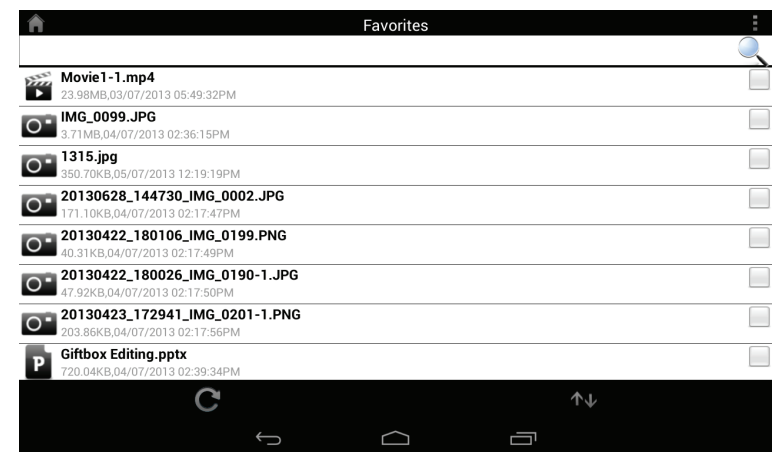 Favorites
Movie1-1.mp4
23.98MB,03/07/2013 05:49:32PM
IMG_0099.JPG
3.71MB,04/07/2013 02:36:15PM
1315.jpg
350.70KB,05/07/2013 12:19:19PM
20130628_144730_IMG_0002.JPG
171.10KB,04/07/2013 02:17:47PM
20130422_180106_IMG_0199.PNG
40.31KB,04/07/2013 02:17:49PM
20130422_180026_IMG_0190-1.JPG
47.92KB,04/07/2013 02:17:50PM
20130423_172941_IMG_0201-1.PNG
203.86KB,04/07/2013 02:17:56PM
P
Giftbox Editing.pptx
720.04KB,04/07/2013 02:39:34PM